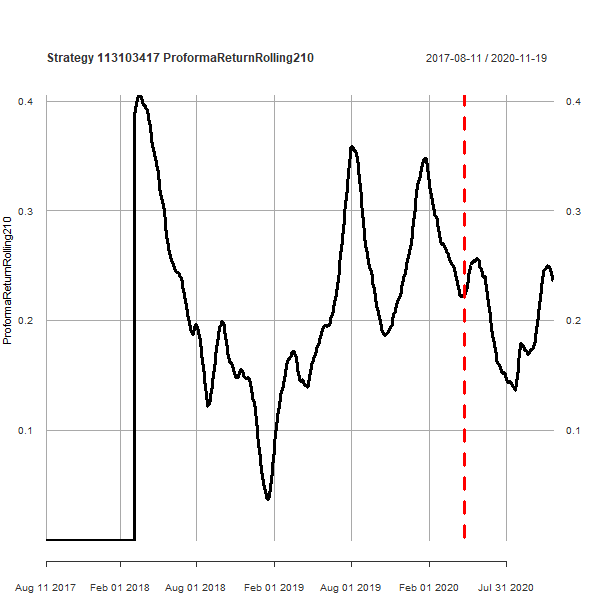 Strategy 113103417 ProformaReturnRolling210
2017-08-11 / 2020-11-19
ProformaReturnRolling210
0.4
0.3
0.2
0.1
0.4
0.3
0.2
0.1
Aug 11 2017
Feb 01 2018
Aug 01 2018
Feb 01 2019
Aug 01 2019
Feb 01 2020
Jul 31 2020